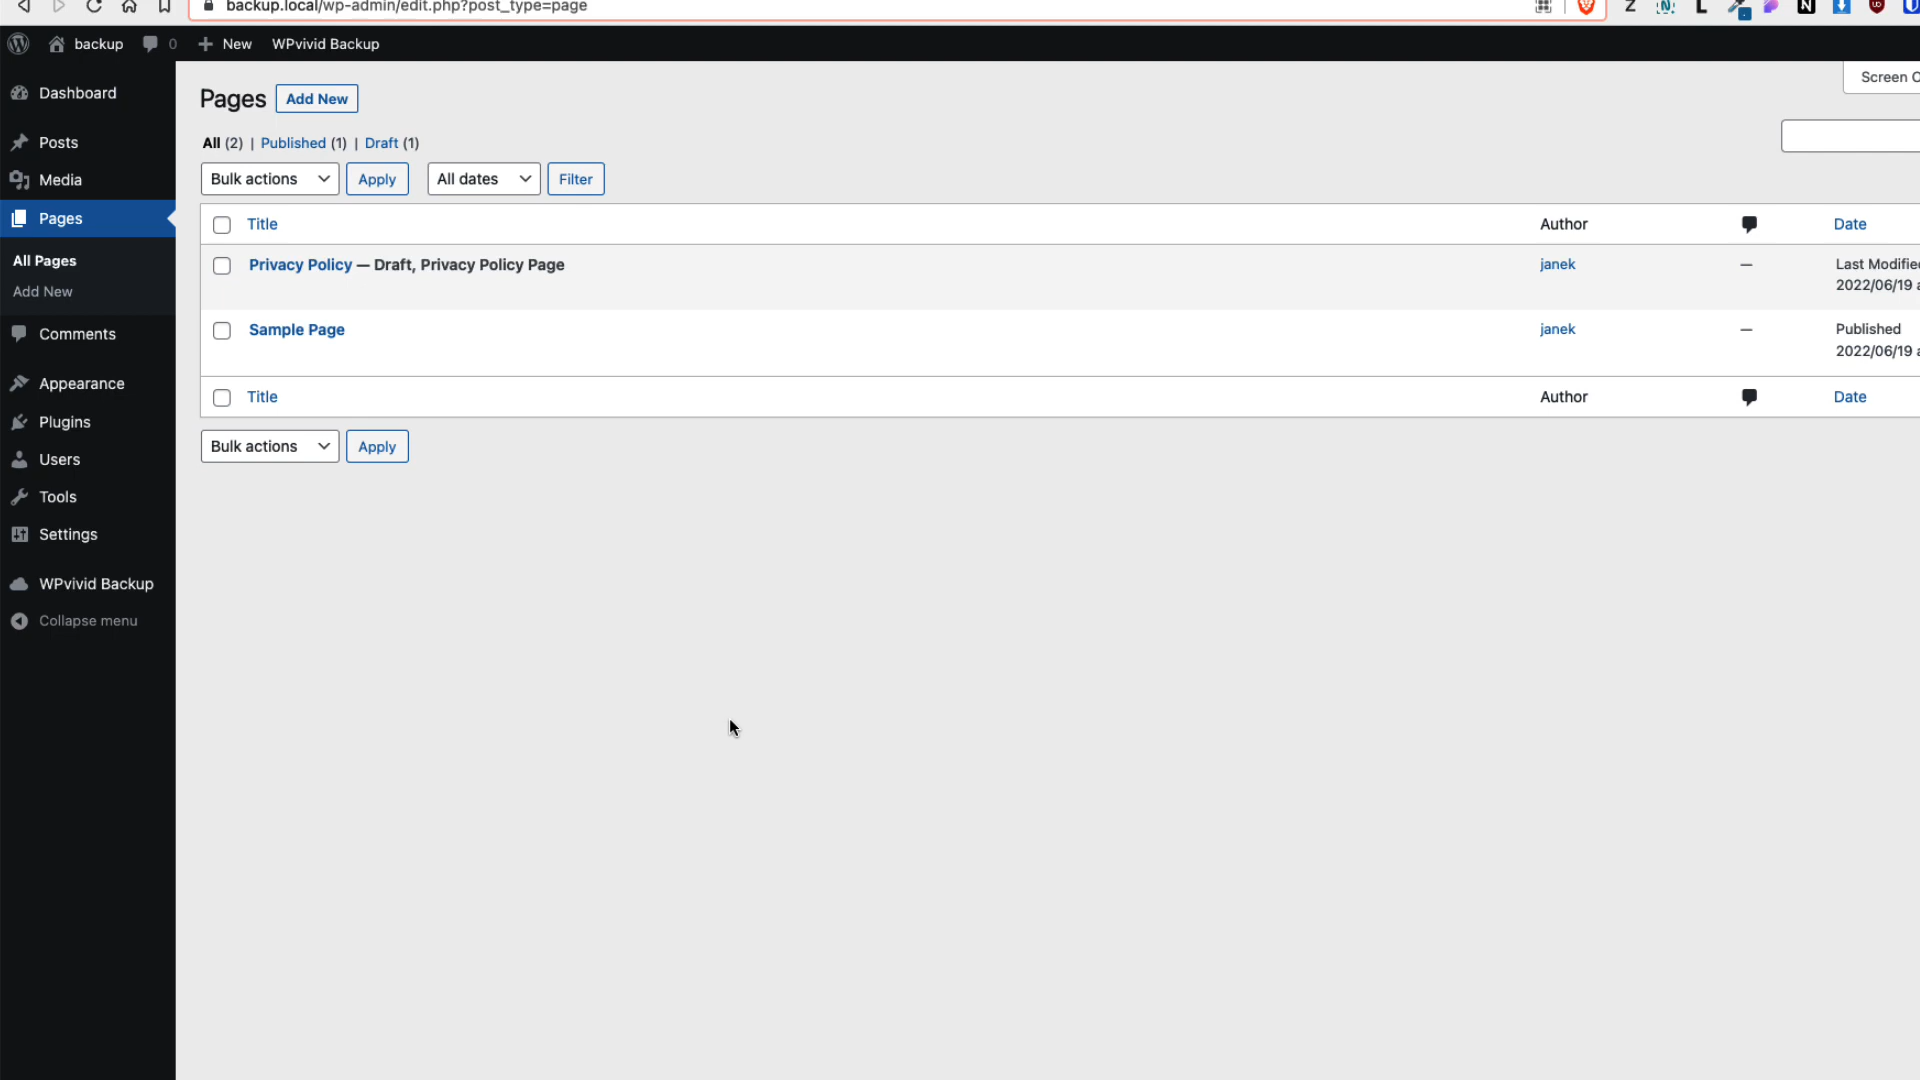 backup.local/wp-admin/edit.php?post_type=page
backup 0 New WPvivid Backup
Screen O
Dashboard
Posts
Media
Pages
All Pages
Add New
Comments
Appearance
Plugins
Users
Tools
Settings
WPvivid Backup
Collapse menu
Pages Add New
All (2) | Published (1) | Draft (1)
Bulk actions Apply All dates Filter
Title Author Date
Privacy Policy — Draft, Privacy Policy Page janek — Last Modified
2022/06/19 a
Sample Page janek — Published
2022/06/19 a
Title Author Date
Bulk actions Apply